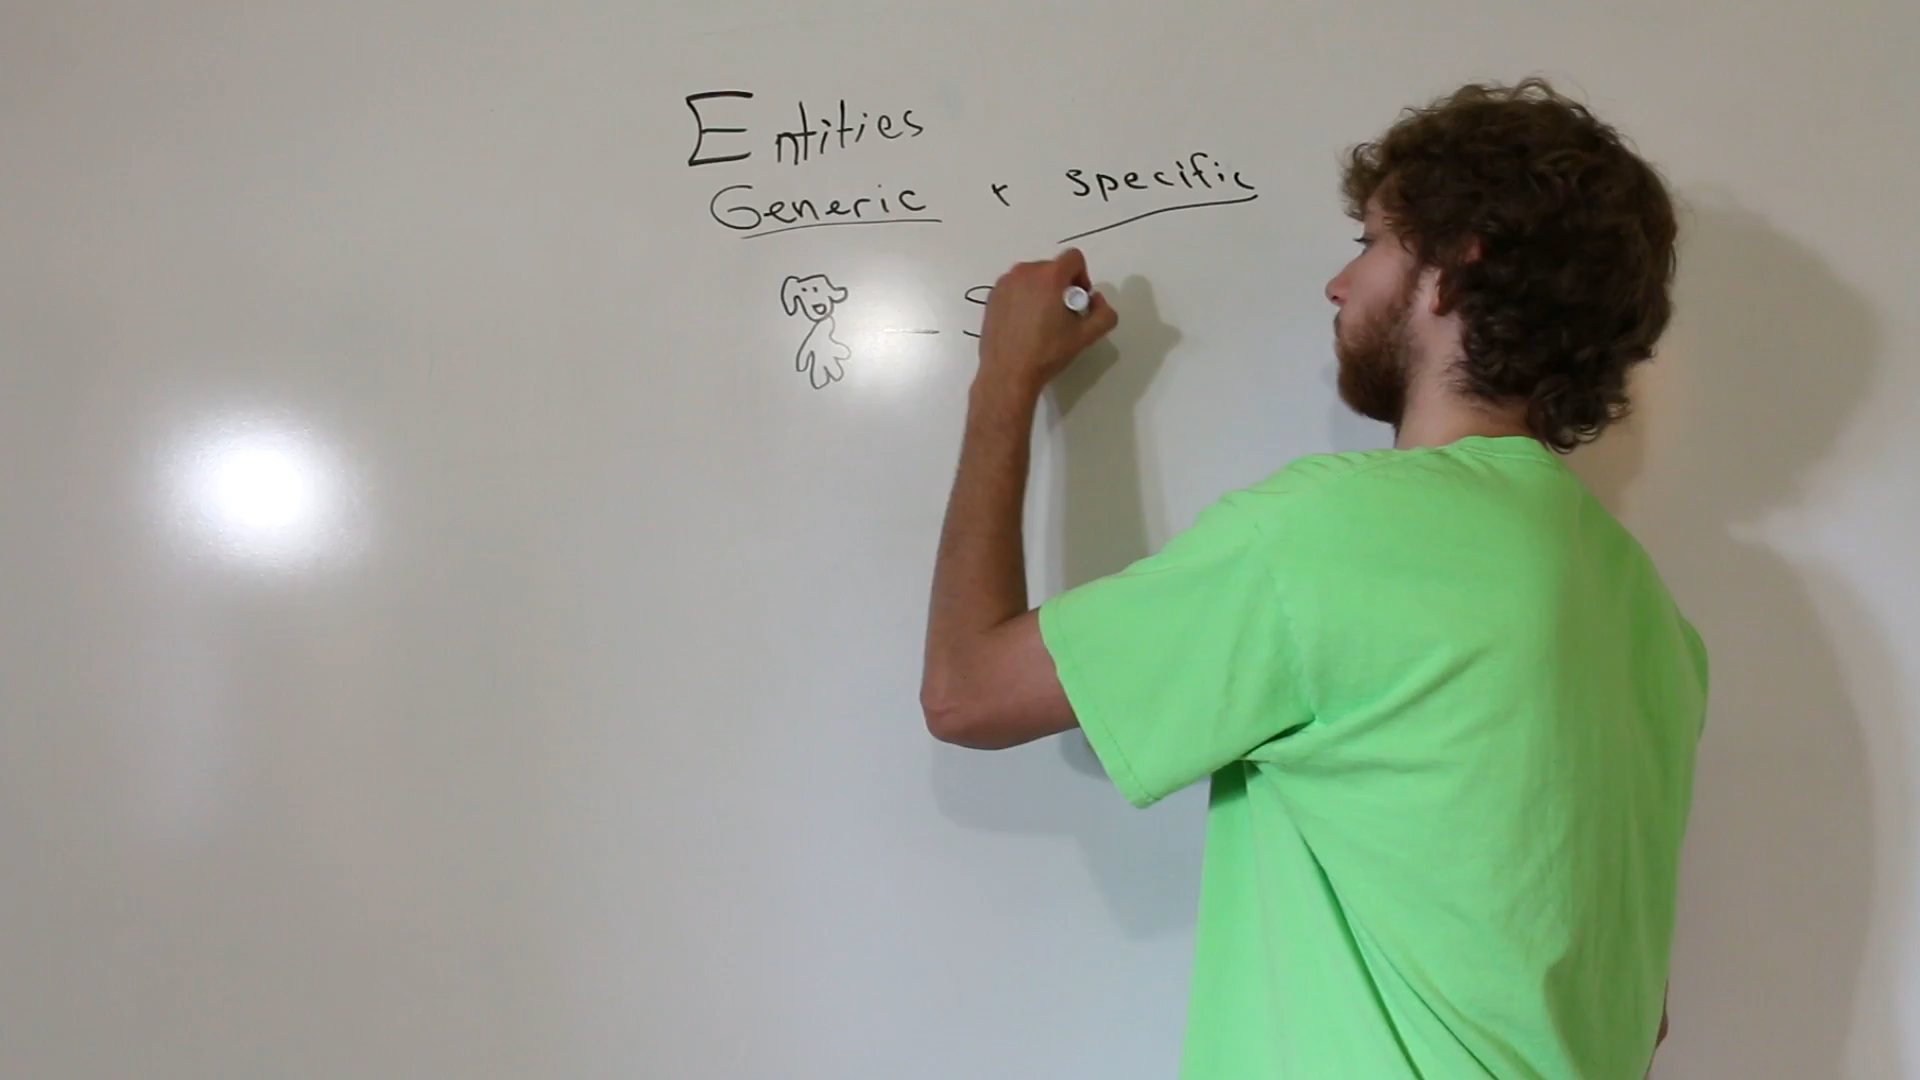 Entities
Generic + specific
— S